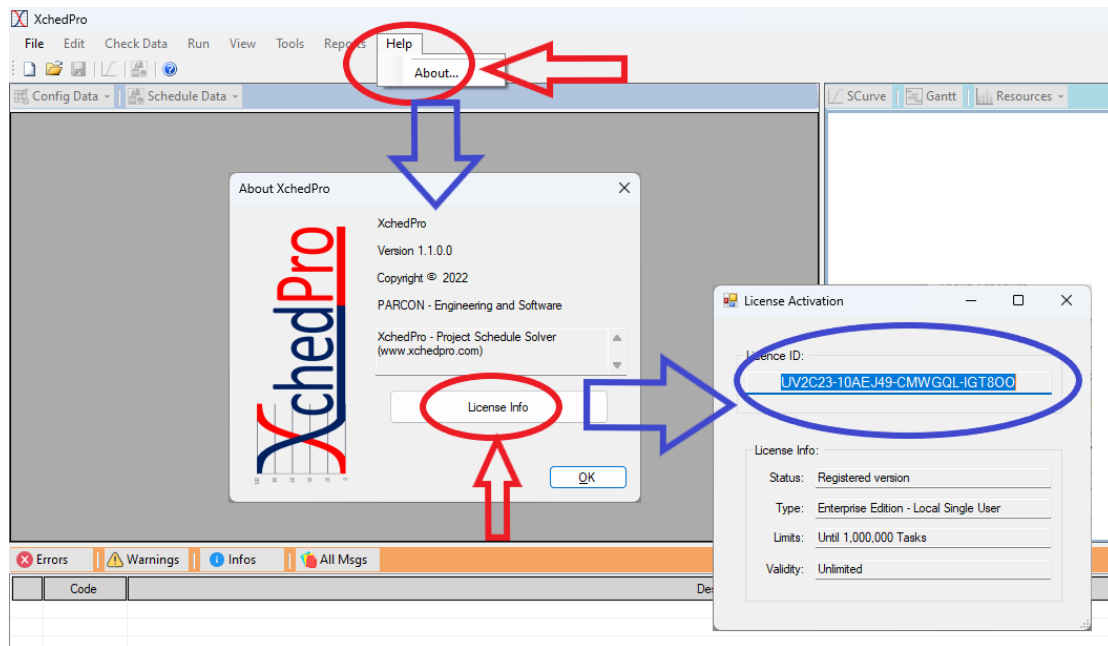 XchedPro
File Edit Check Data Run View Tools Reports Help
About...
Config Data Schedule Data
SCurve Gantt Resources
About XchedPro
XchedPro
XchedPro
Version 1.1.0.0
Copyright © 2022
PARCON - Engineering and Software
XchedPro - Project Schedule Solver
(www.xchedpro.com)
License Info
OK
License Activation
Licence ID:
UV2C23-10AEJ49-CMWGQL-IGT8OO
License Info:
Status: Registered version
Type: Enterprise Edition - Local Single User
Limits: Until 1,000,000 Tasks
Validity: Unlimited
Errors Warnings Infos All Msgs
Code